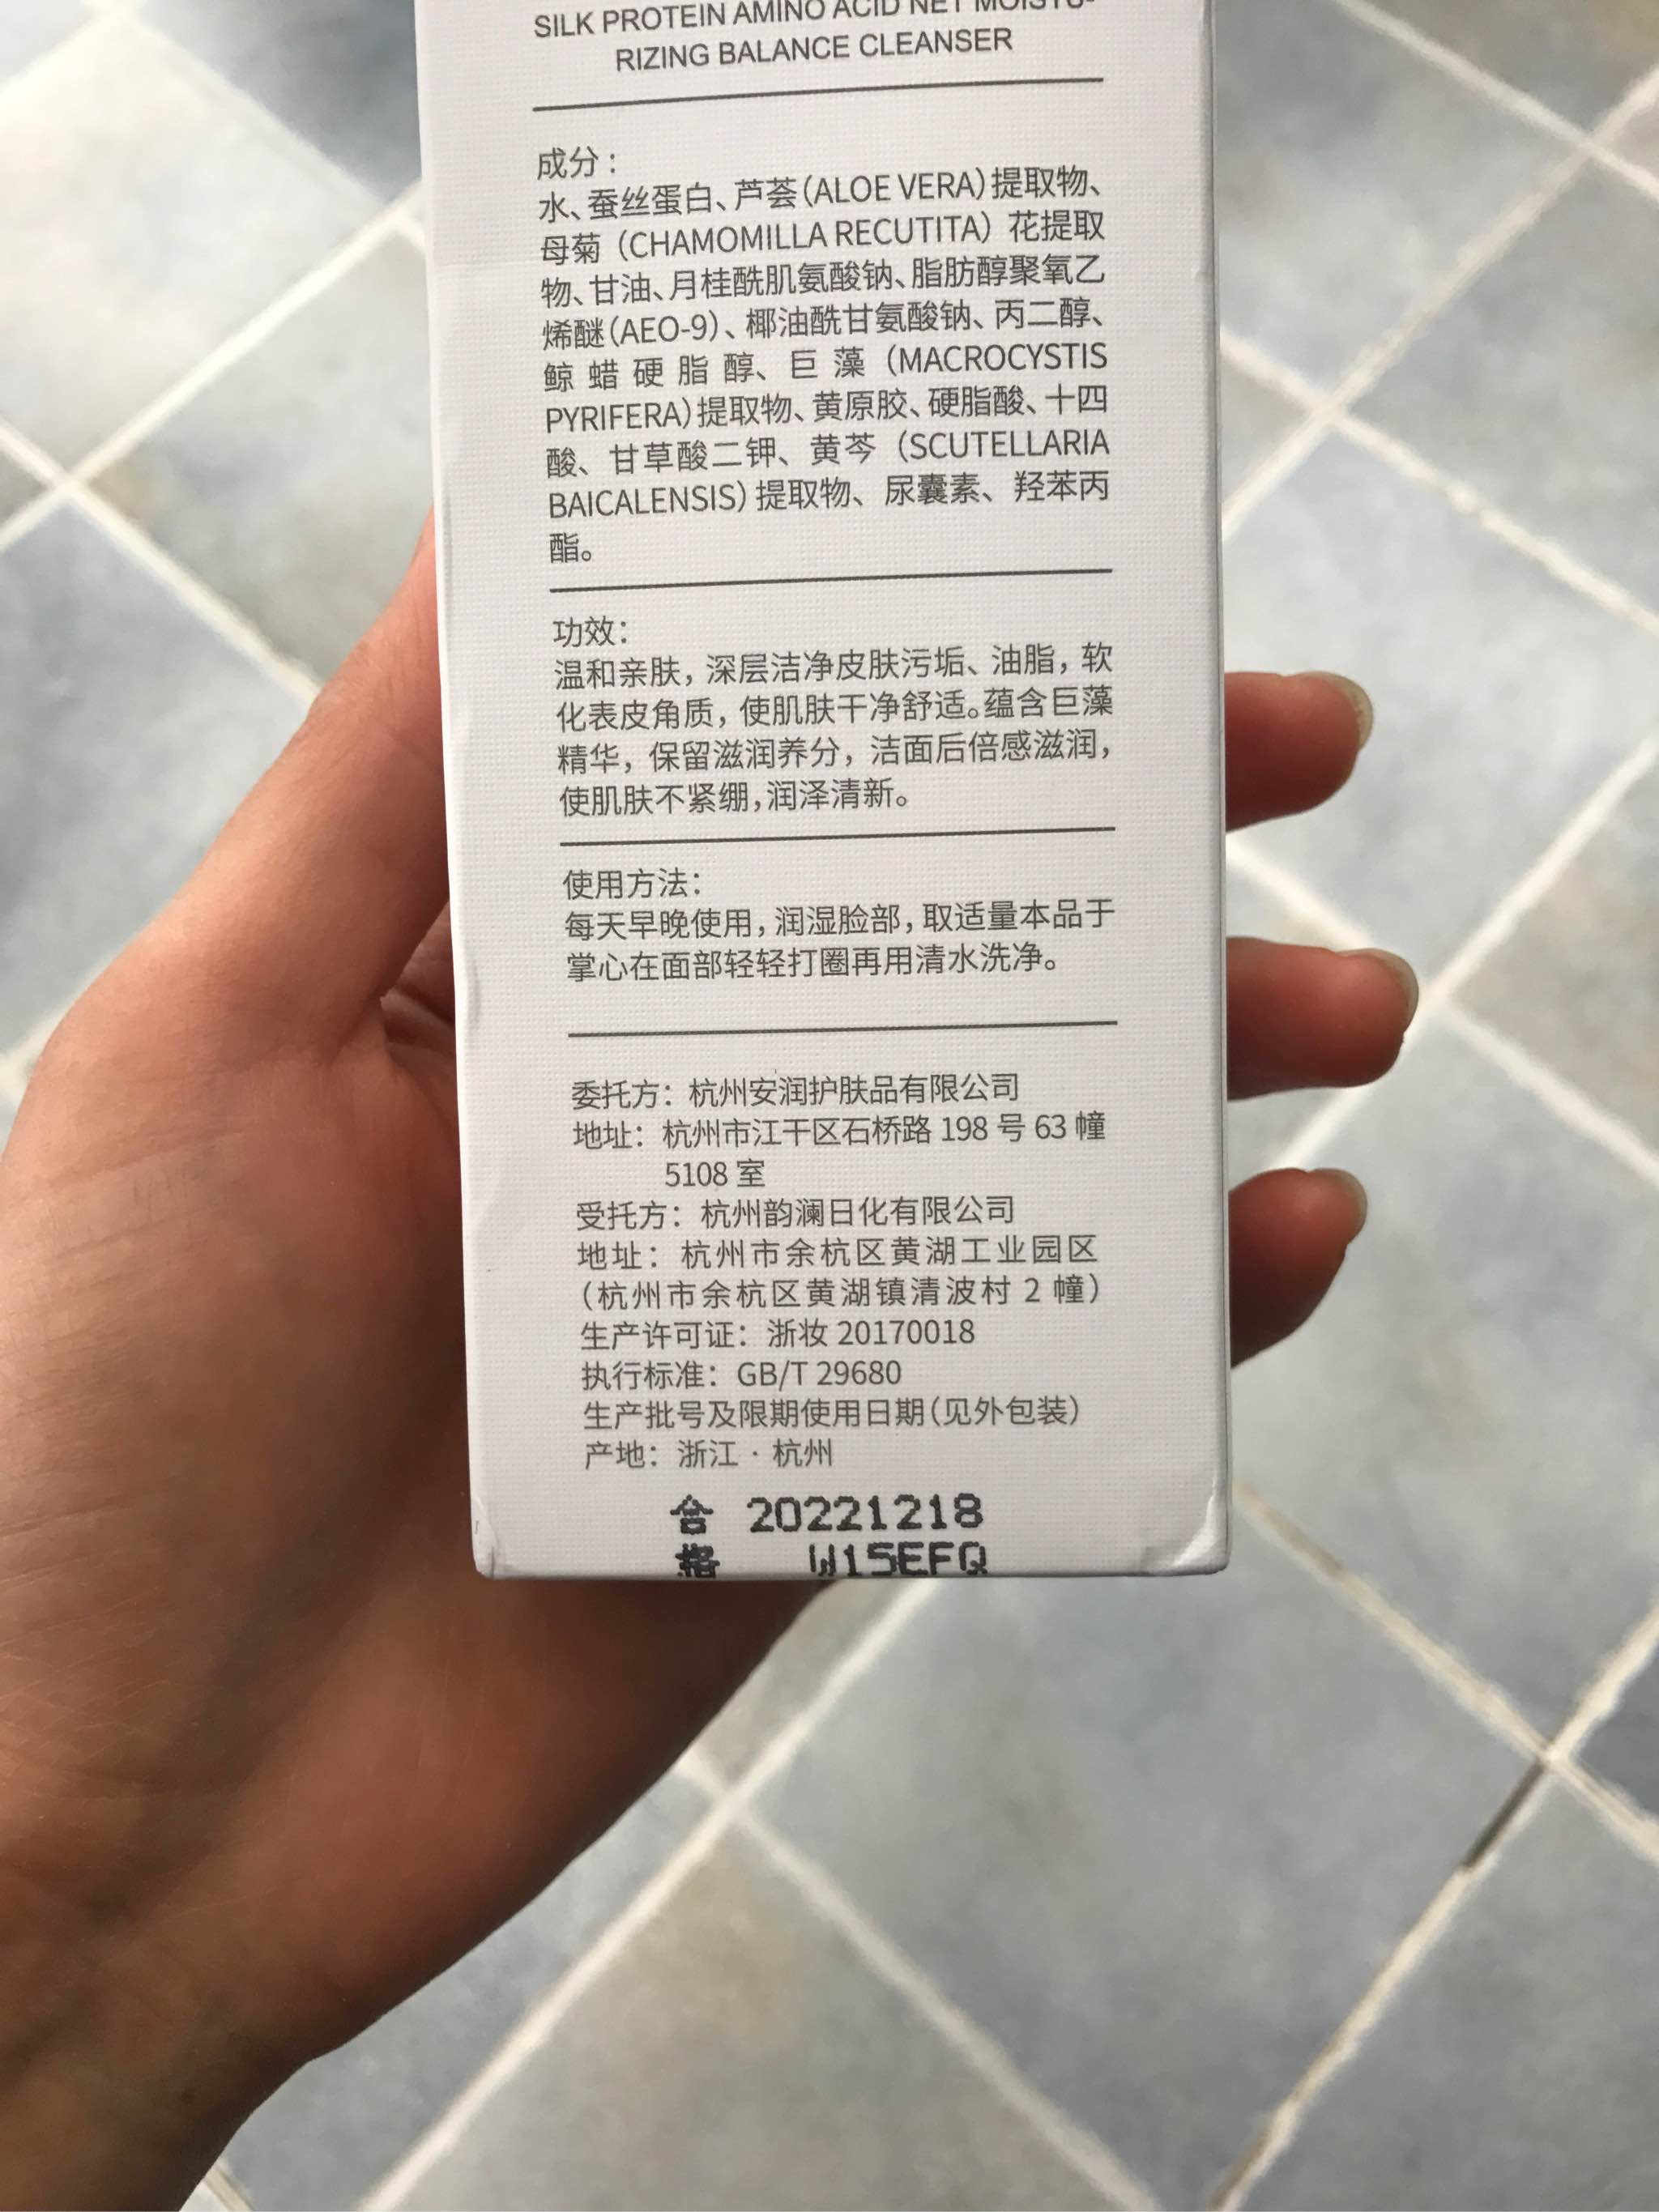 SILK PROTEIN AMINO ACID NET MOISTU-
RIZING BALANCE CLEANSER
成分：
水、蚕丝蛋白、芦荟(ALOE VERA)提取物、
母菊（CHAMOMILLA RECUTITA）花提取
物、甘油、月桂酰肌氨酸钠、脂肪醇聚氧乙
烯醚(AEO-9)、椰油酰甘氨酸钠、丙二醇、
鲸蜡硬脂醇、巨藻（MACROCYSTIS
PYRIFERA)提取物、黄原胶、硬脂酸、十四
酸、甘草酸二钾、黄芩（SCUTELLARIA
BAICALENSIS)提取物、尿囊素、羟苯丙
酯。
功效：
温和亲肤，深层洁净皮肤污垢、油脂，软
化表皮角质，使肌肤干净舒适。蕴含巨藻
精华，保留滋润养分，洁面后倍感滋润，
使肌肤不紧绷，润泽清新。
使用方法：
每天早晚使用，润湿脸部，取适量本品于
掌心在面部轻轻打圈再用清水洗净。
委托方：杭州安润护肤品有限公司
地址：杭州市江干区石桥路 198 号 63 幢
5108 室
受托方：杭州韵澜日化有限公司
地址：杭州市余杭区黄湖工业园区
（杭州市余杭区黄湖镇清波村 2 幢）
生产许可证：浙妆 20170018
执行标准：GB/T 29680
生产批号及限期使用日期（见外包装）
产地：浙江 · 杭州
合 20221218
格 W15EFQ